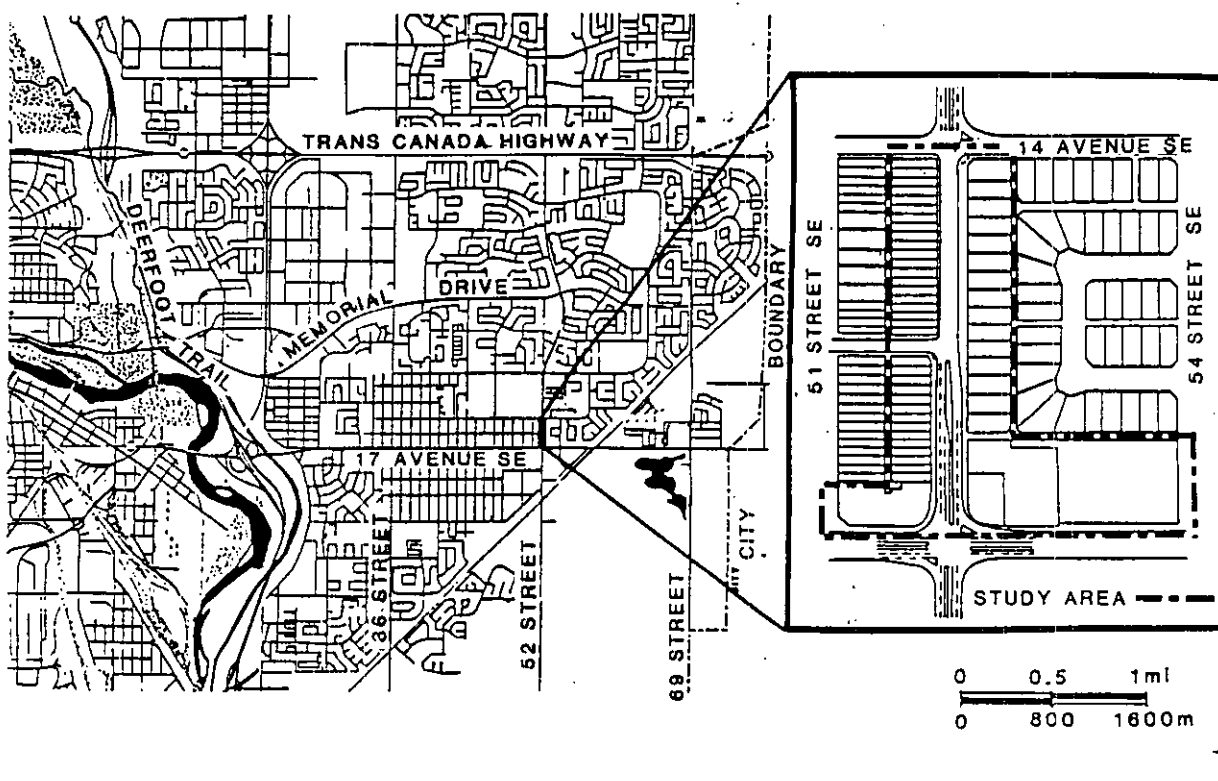 TRANS CANADA HIGHWAY
DEERFOOT
TRAIL
MEMORIAL
DRIVE
17 AVENUE SE
36 STREET
52 STREET
69 STREET
CITY
BOUNDARY
14 AVENUE SE
51 STREET SE
54 STREET SE
STUDY AREA
0 0.5 1mi
0 800 1600m